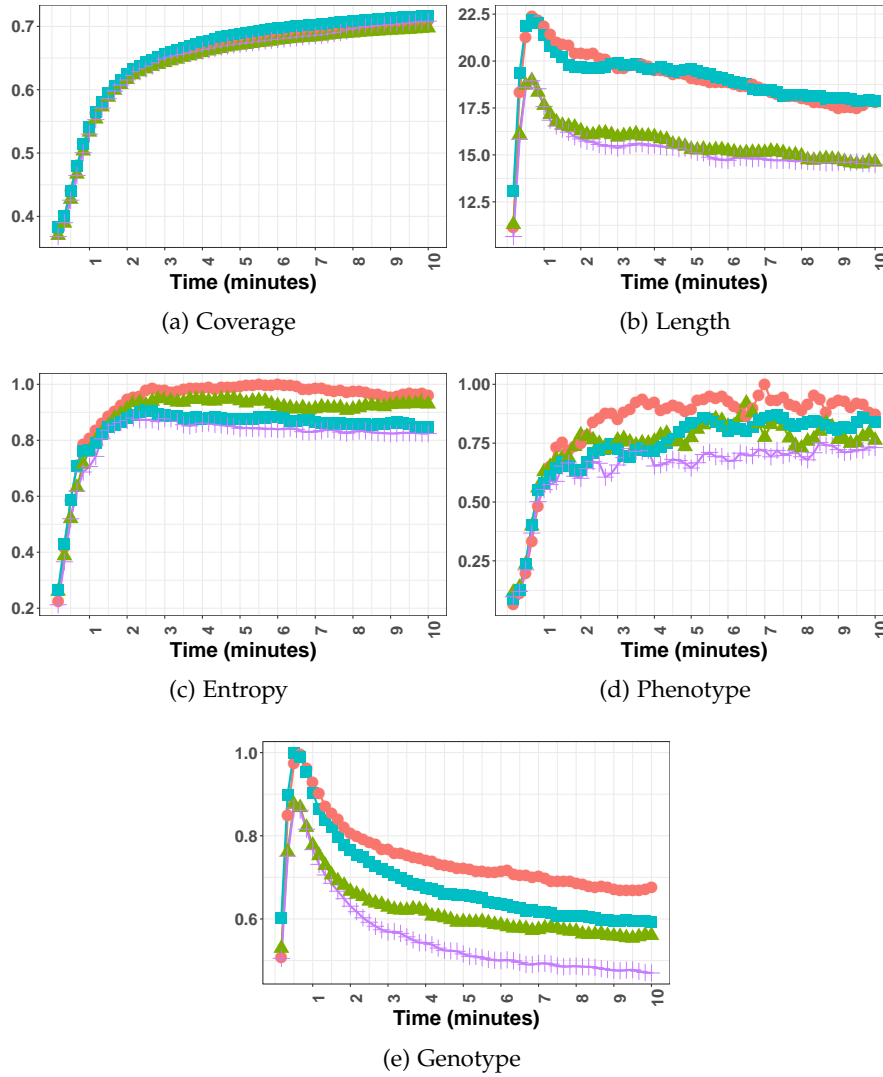 0.7
0.6
0.5
0.4
1 2 3 4 5 6 7 8 9 10
Time (minutes)
(a) Coverage
22.5
20.0
17.5
15.0
12.5
1 2 3 4 5 6 7 8 9 10
Time (minutes)
(b) Length
1.0
0.8
0.6
0.4
0.2
1 2 3 4 5 6 7 8 9 10
Time (minutes)
(c) Entropy
1.00
0.75
0.50
0.25
1 2 3 4 5 6 7 8 9 10
Time (minutes)
(d) Phenotype
1.0
0.8
0.6
1 2 3 4 5 6 7 8 9 10
Time (minutes)
(e) Genotype